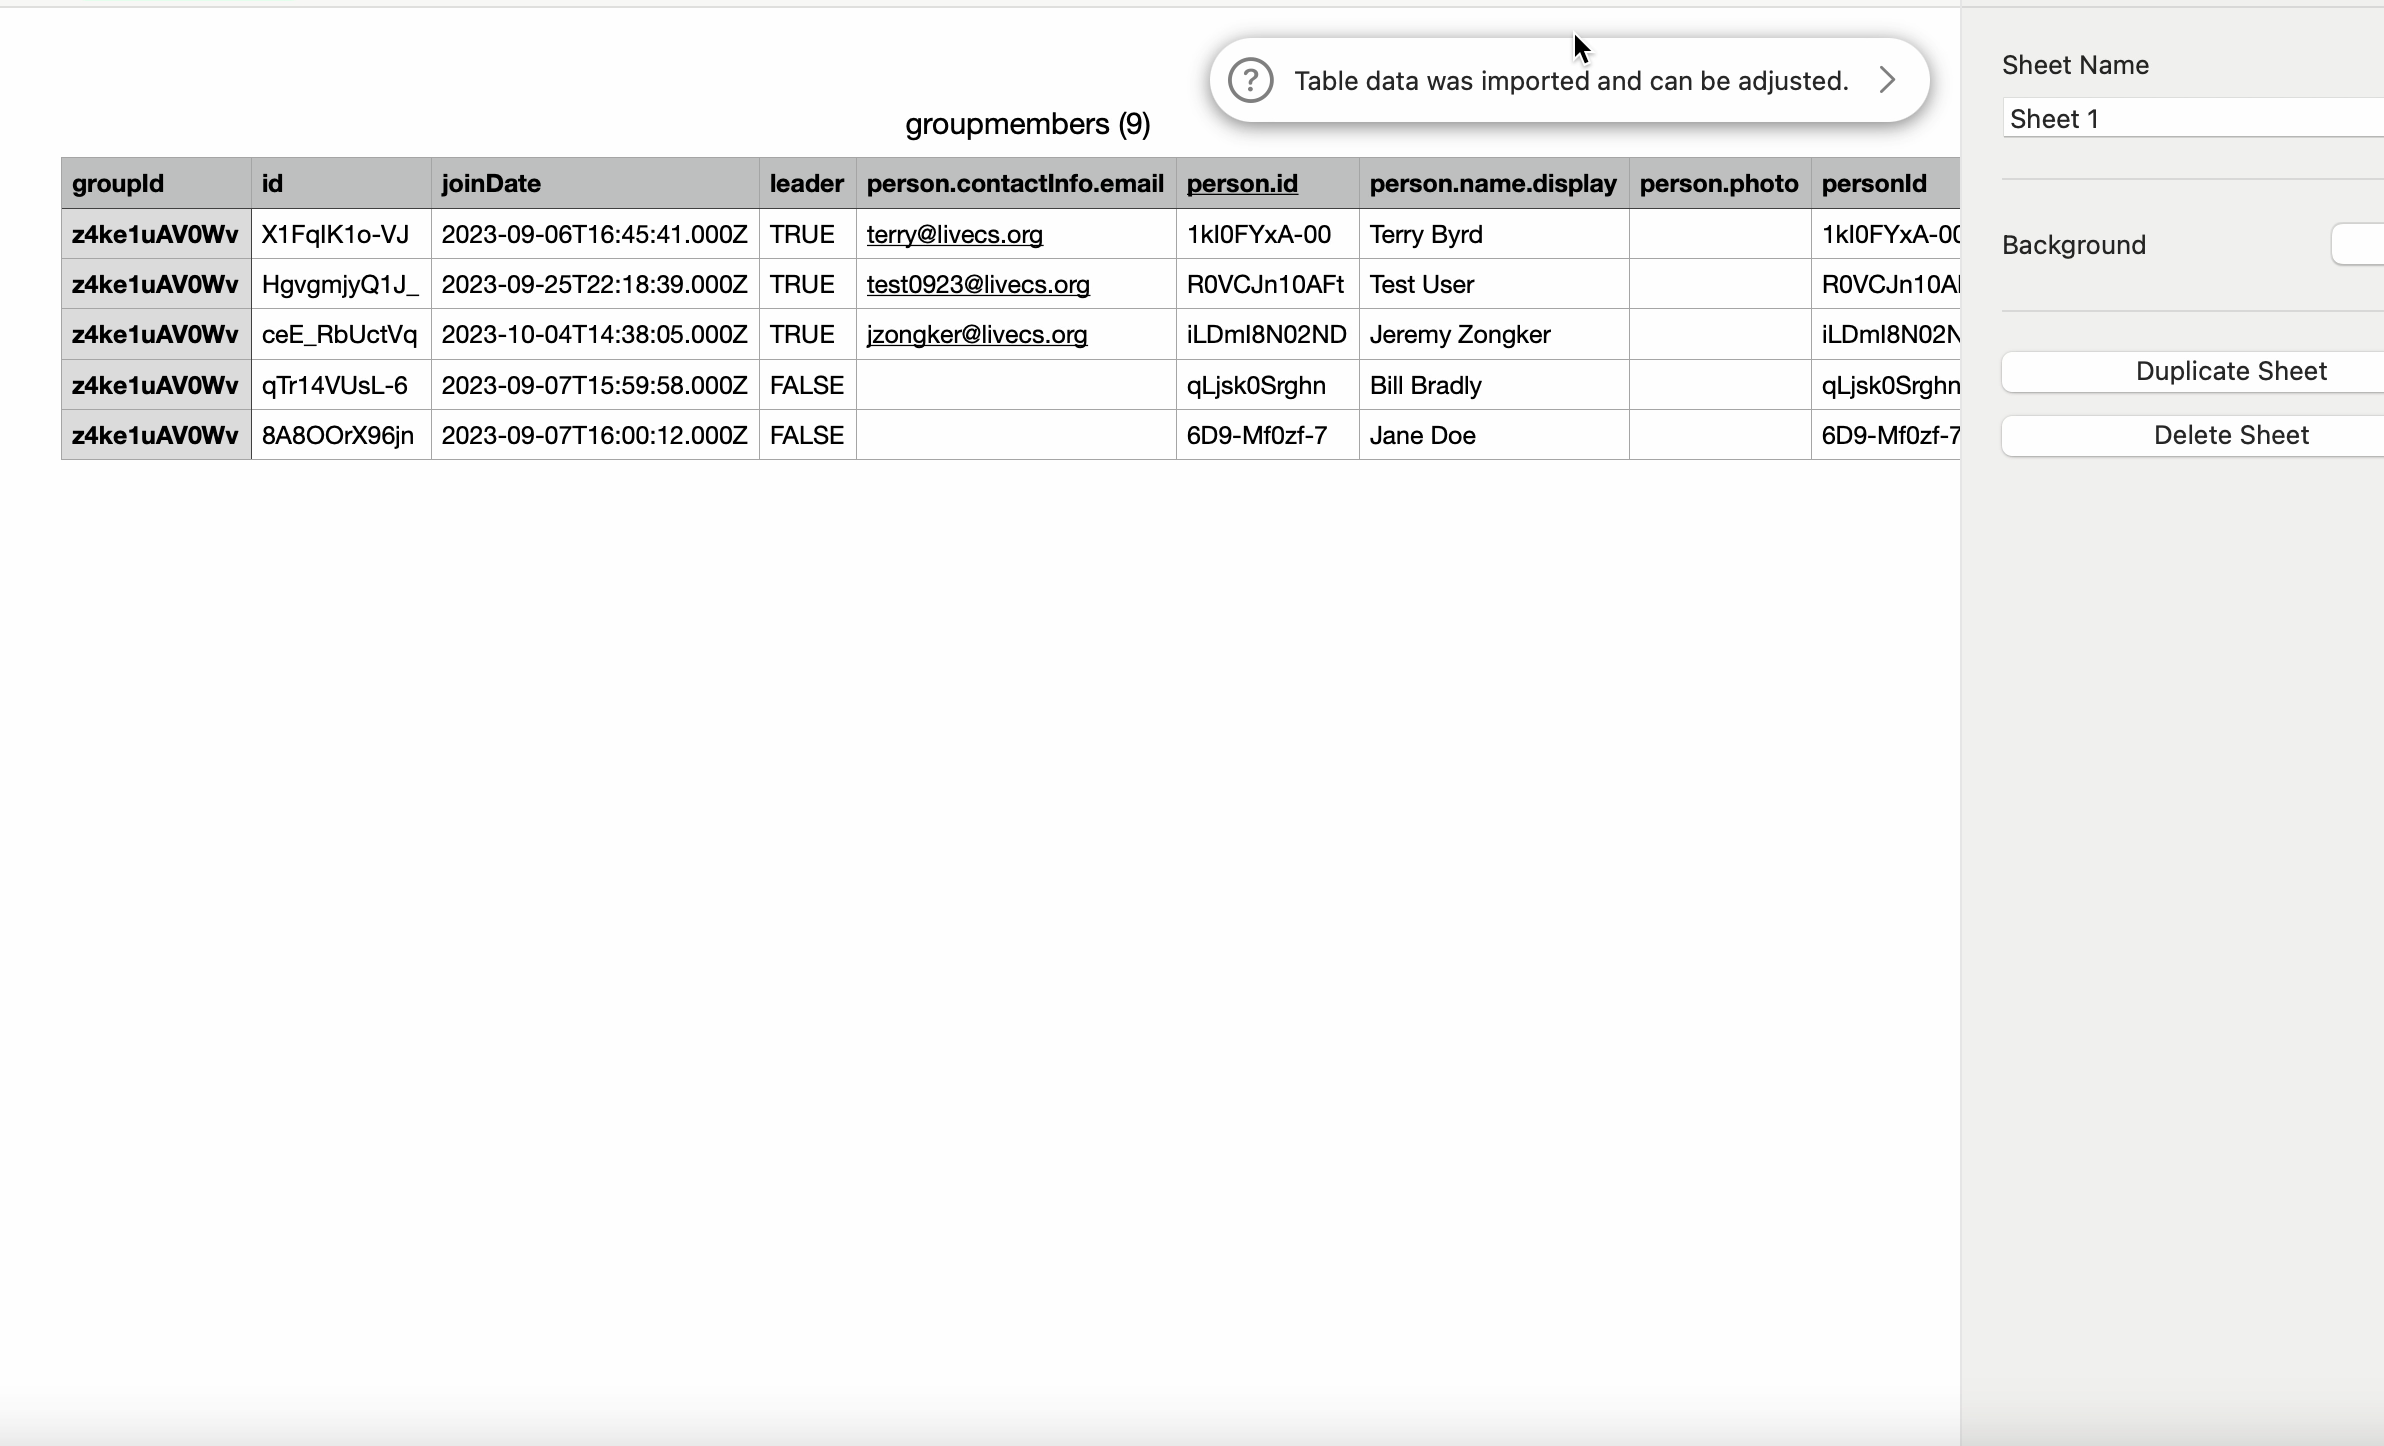 Table data was imported and can be adjusted.
groupmembers (9)
groupId id joinDate leader person.contactInfo.email person.id person.name.display person.photo personId
z4ke1uAV0Wv X1FqIK1o-VJ 2023-09-06T16:45:41.000Z TRUE terry@livecs.org 1kI0FYxA-00 Terry Byrd 1kI0FYxA-00
z4ke1uAV0Wv HgvgmjyQ1J_ 2023-09-25T22:18:39.000Z TRUE test0923@livecs.org R0VCJn10AFt Test User R0VCJn10A
z4ke1uAV0Wv ceE_RbUctVq 2023-10-04T14:38:05.000Z TRUE jzongker@livecs.org iLDmI8N02ND Jeremy Zongker iLDmI8N02N
z4ke1uAV0Wv qTr14VUsL-6 2023-09-07T15:59:58.000Z FALSE qLjsk0Srghn Bill Bradly qLjsk0Srghn
z4ke1uAV0Wv 8A8OOrX96jn 2023-09-07T16:00:12.000Z FALSE 6D9-Mf0zf-7 Jane Doe 6D9-Mf0zf-7
Sheet Name
Sheet 1
Background
Duplicate Sheet
Delete Sheet